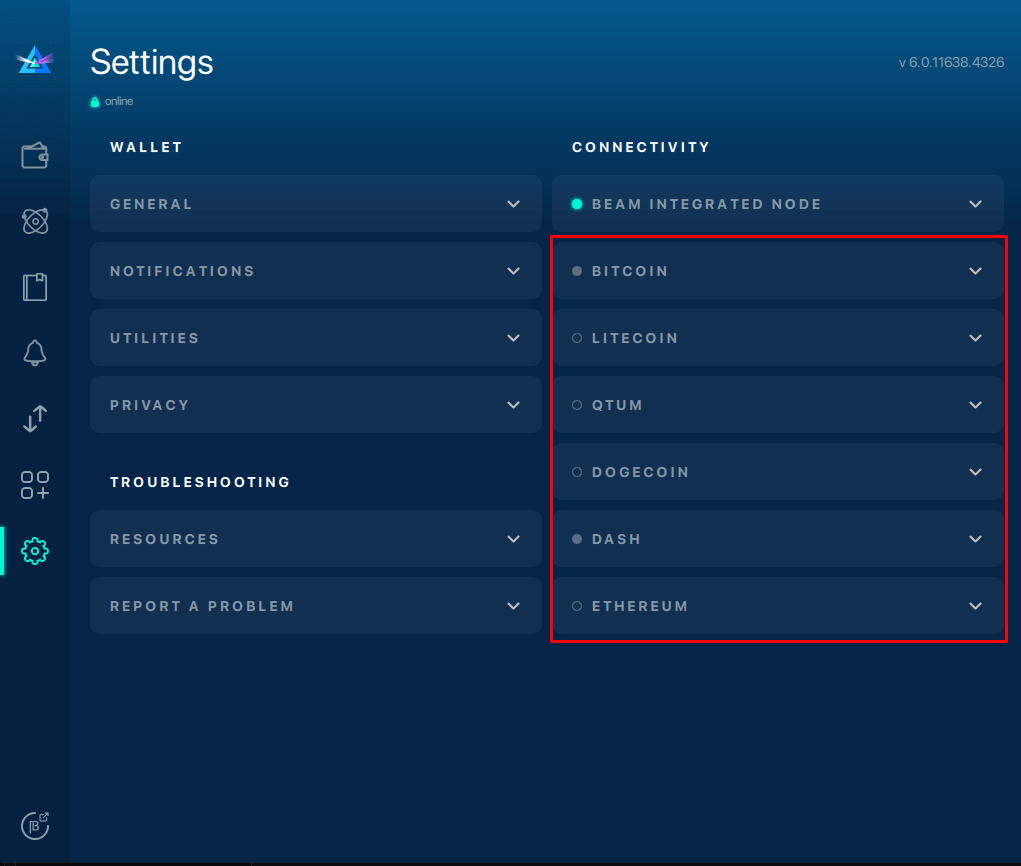 Settings
v 6.0.11638.4326
online
WALLET
GENERAL
NOTIFICATIONS
UTILITIES
PRIVACY
TROUBLESHOOTING
RESOURCES
REPORT A PROBLEM
CONNECTIVITY
BEAM INTEGRATED NODE
BITCOIN
LITECOIN
QTUM
DOGECOIN
DASH
ETHEREUM